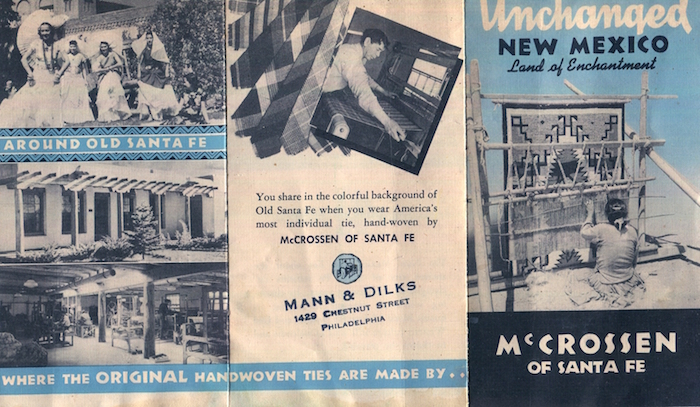 AROUND OLD SANTA FE
You share in the colorful background of
Old Santa Fe when you wear America's
most individual tie, hand-woven by
McCROSSEN OF SANTA FE
MANN & DILKS
1429 CHESTNUT STREET
PHILADELPHIA
WHERE THE ORIGINAL HANDWOVEN TIES ARE MADE BY..
Unchanged
NEW MEXICO
Land of Enchantment
McCROSSEN
OF SANTA FE